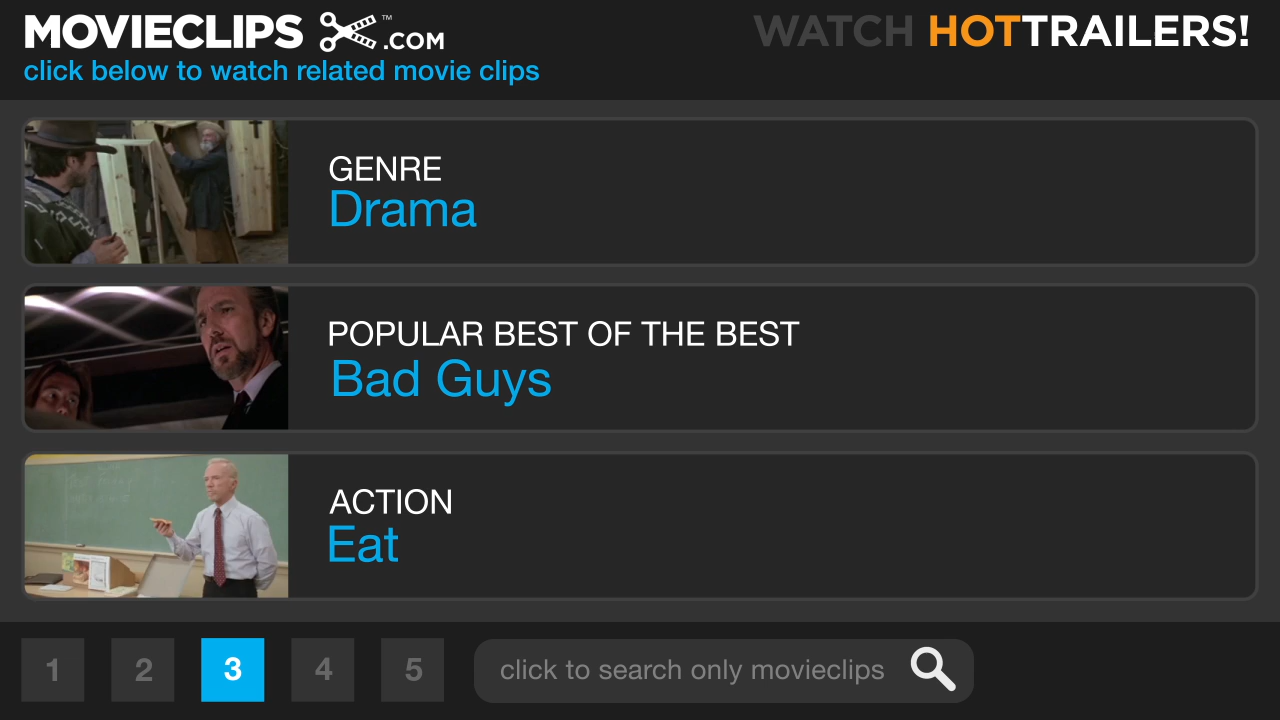 MOVIECLIPS ™ .COM
WATCH HOTTRAILERS!
click below to watch related movie clips
GENRE
Drama
POPULAR BEST OF THE BEST
Bad Guys
ACTION
Eat
1 2 3 4 5 click to search only movieclips